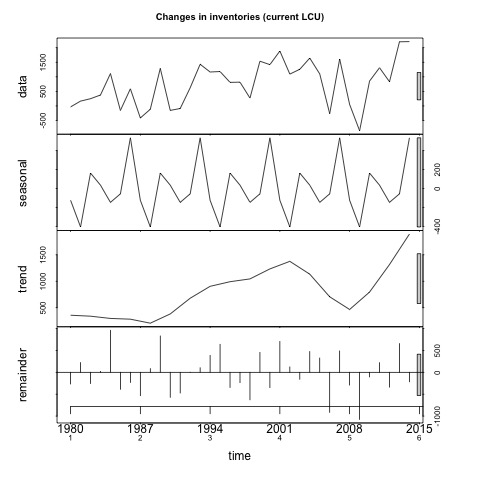 Changes in inventories (current LCU)
data
-500 500 1500
seasonal
-400 0 200
trend
500 1000 1500
remainder
-1000 0 500
1980 1987 1994 2001 2008 2015
1 2 3 4 5 6
time